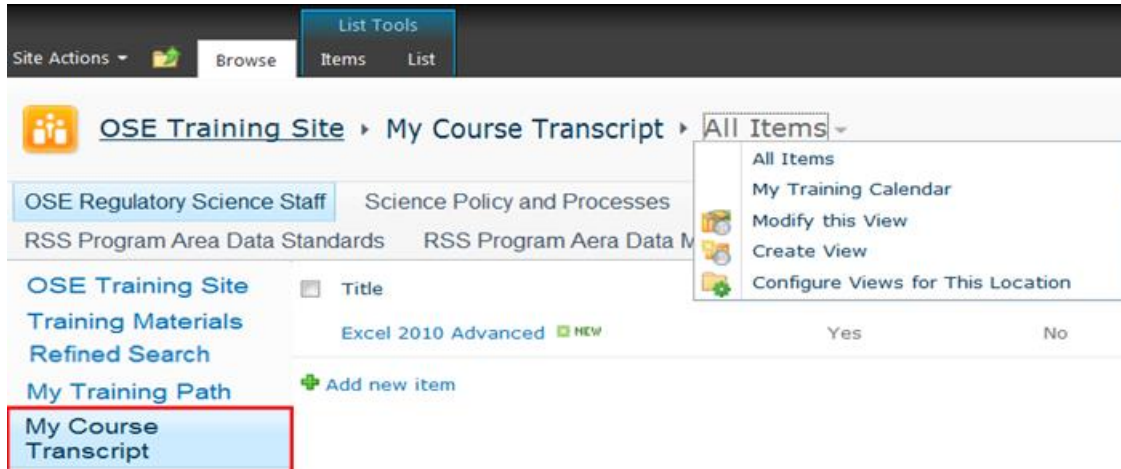 List Tools
Site Actions Browse Items List
OSE Training Site ▸ My Course Transcript ▸ All Items
All Items
My Training Calendar
Modify this View
Create View
Configure Views for This Location
OSE Regulatory Science Staff Science Policy and Processes
RSS Program Area Data Standards RSS Program Aera Data M
OSE Training Site
Training Materials
Refined Search
My Training Path
My Course
Transcript
Title
Excel 2010 Advanced NEW Yes No
Add new item